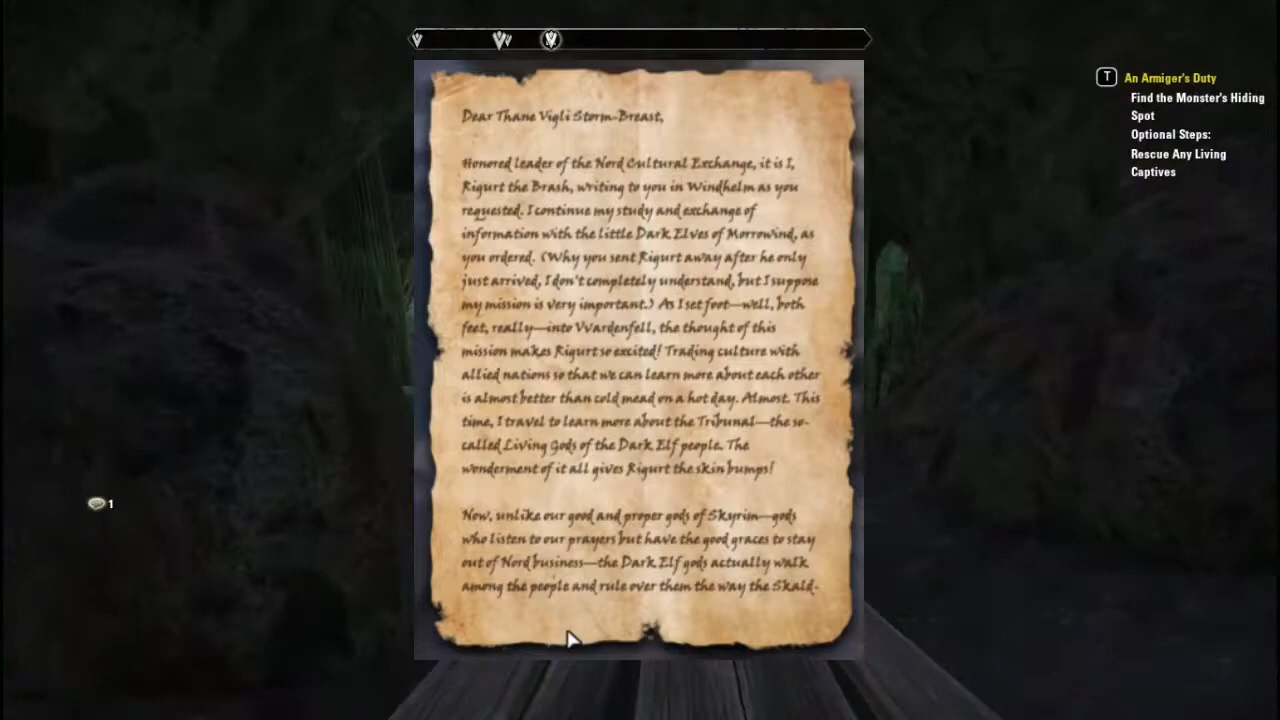 Dear Thane Vigli Storm-Breast,
Honored leader of the Nord Cultural Exchange, it is I,
Rigurt the Brash, writing to you in Windhelm as you
requested. I continue my study and exchange of
information with the little Dark Elves of Morrowind, as
you ordered. (Why you sent Rigurt away after he only
just arrived, I don't completely understand, but I suppose
my mission is very important.) As I set foot—well, both
feet, really—into Vvardenfell, the thought of this
mission makes Rigurt so excited! Trading culture with
allied nations so that we can learn more about each other
is almost better than cold mead on a hot day. Almost. This
time, I travel to learn more about the Tribunal—the so-
called Living Gods of the Dark Elf people. The
wonderment of it all gives Rigurt the skin bumps!
Now, unlike our good and proper gods of Skyrim—gods
who listen to our prayers but have the good graces to stay
out of Nord business—the Dark Elf gods actually walk
among the people and rule over them the way the Skald-
T An Armiger's Duty
Find the Monster's Hiding
Spot
Optional Steps:
Rescue Any Living
Captives
1